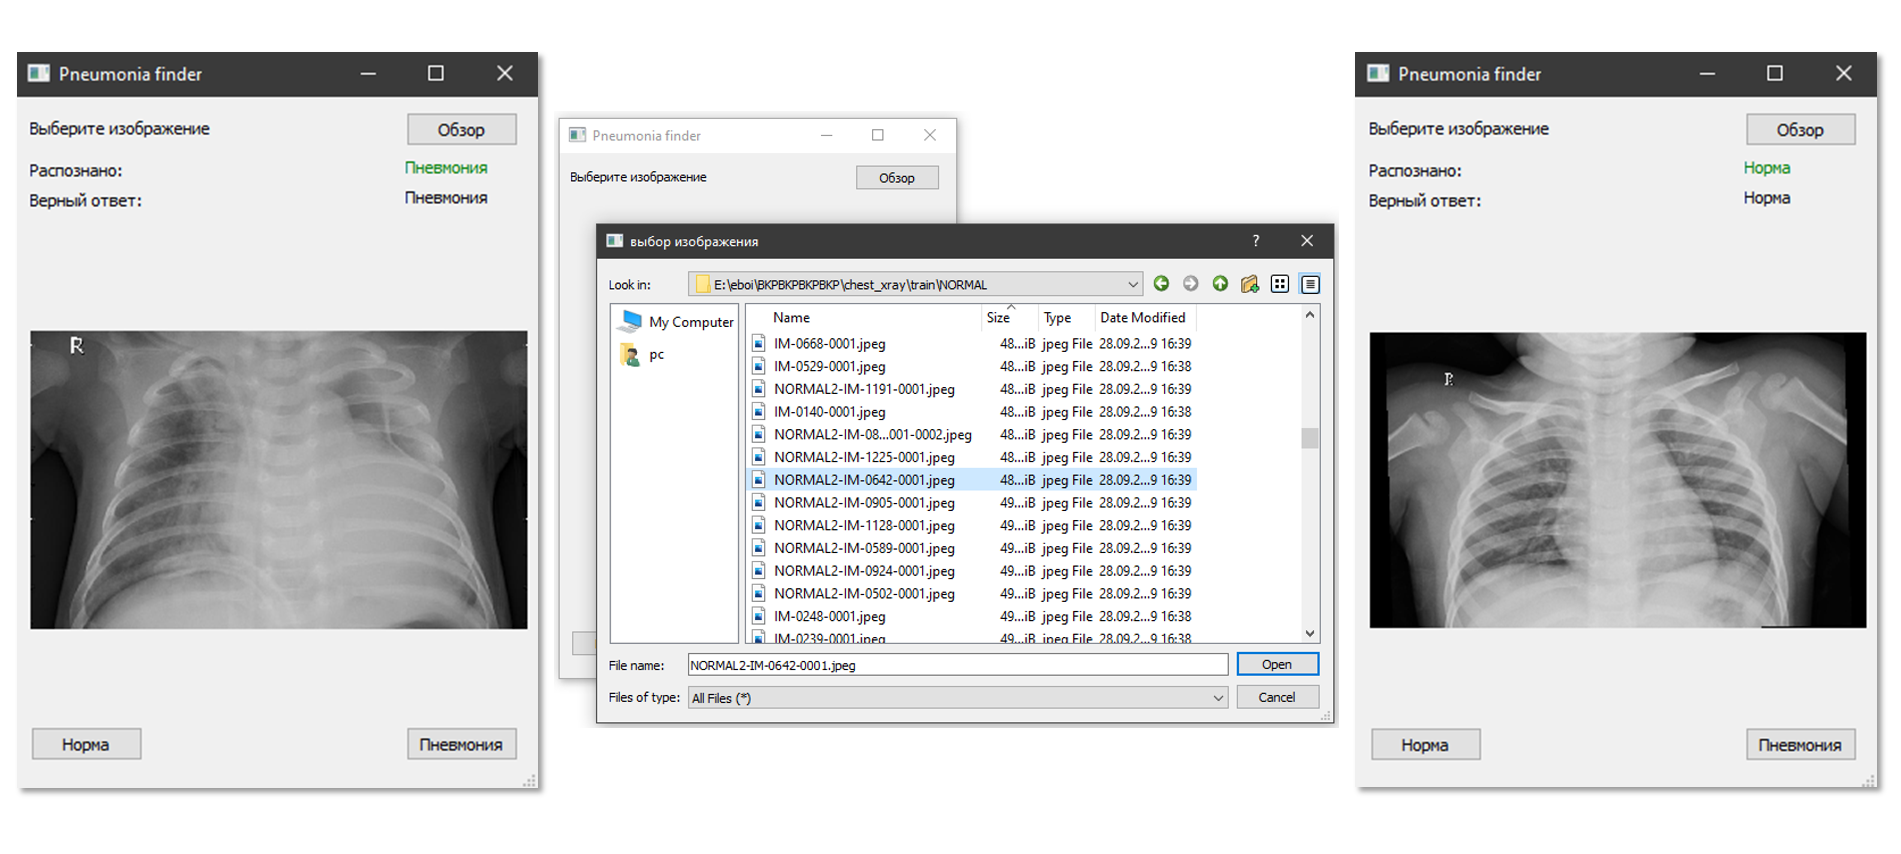 Pneumonia finder
Выберите изображение
Обзор
Распознано:
Пневмония
Верный ответ:
Пневмония
R
Норма
Пневмония
Pneumonia finder
Выберите изображение
Обзор
выбор изображения
?
Look in:
E:\eboi\ВКРВКРВКРВКР\chest_xray\train\NORMAL
My Computer
pc
Name Size Type Date Modified
IM-0668-0001.jpeg 48...iB jpeg File 28.09.2...9 16:39
IM-0529-0001.jpeg 48...iB jpeg File 28.09.2...9 16:38
NORMAL2-IM-1191-0001.jpeg 48...iB jpeg File 28.09.2...9 16:39
IM-0140-0001.jpeg 48...iB jpeg File 28.09.2...9 16:38
NORMAL2-IM-08...001-0002.jpeg 48...iB jpeg File 28.09.2...9 16:39
NORMAL2-IM-1225-0001.jpeg 48...iB jpeg File 28.09.2...9 16:39
NORMAL2-IM-0642-0001.jpeg 48...iB jpeg File 28.09.2...9 16:39
NORMAL2-IM-0905-0001.jpeg 49...iB jpeg File 28.09.2...9 16:39
NORMAL2-IM-1128-0001.jpeg 49...iB jpeg File 28.09.2...9 16:39
NORMAL2-IM-0589-0001.jpeg 49...iB jpeg File 28.09.2...9 16:39
NORMAL2-IM-0924-0001.jpeg 49...iB jpeg File 28.09.2...9 16:39
NORMAL2-IM-0502-0001.jpeg 49...iB jpeg File 28.09.2...9 16:39
IM-0248-0001.jpeg 49...iB jpeg File 28.09.2...9 16:38
IM-0239-0001.jpeg 49...iB jpeg File 28.09.2...9 16:38
File name:
NORMAL2-IM-0642-0001.jpeg
Open
Files of type:
All Files (*)
Cancel
Pneumonia finder
Выберите изображение
Обзор
Распознано:
Норма
Верный ответ:
Норма
R
Норма
Пневмония